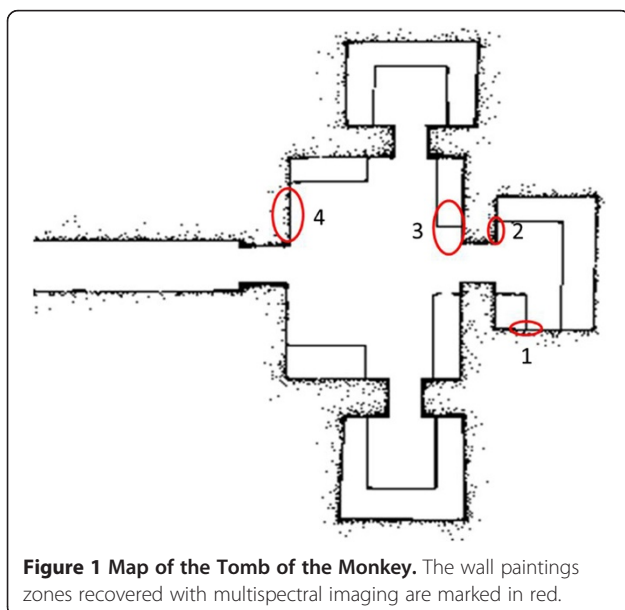 4
3
2
1
Figure 1 Map of the Tomb of the Monkey. The wall paintings
zones recovered with multispectral imaging are marked in red.